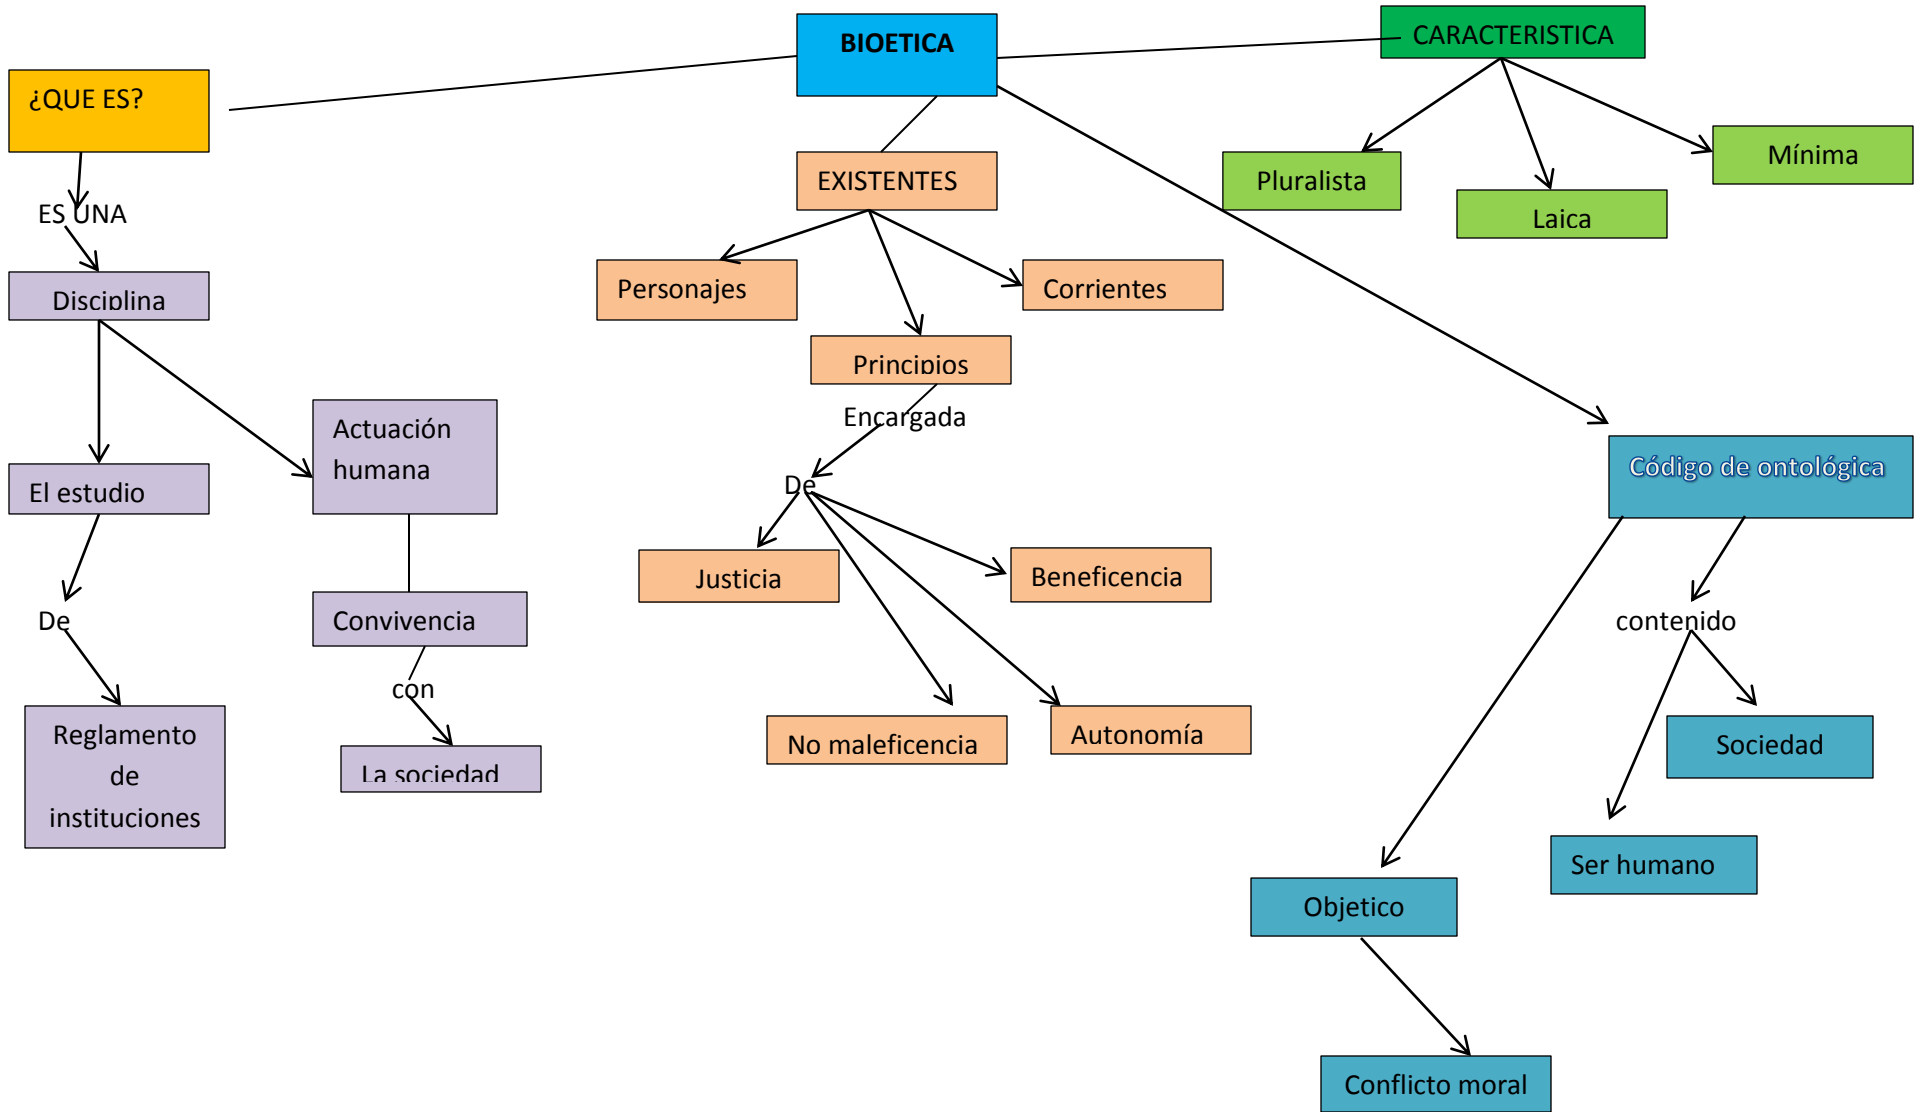 BIOETICA
CARACTERISTICA
¿QUE ES?
EXISTENTES
Pluralista
Mínima
Laica
ES UNA
Disciplina
Personajes
Corrientes
Principios
Encargada
De
Actuación
humana
El estudio
Código de ontológica
Justicia
Beneficencia
De
Convivencia
contenido
con
Reglamento
de
instituciones
La sociedad
No maleficencia
Autonomía
Sociedad
Ser humano
Objetico
Conflicto moral